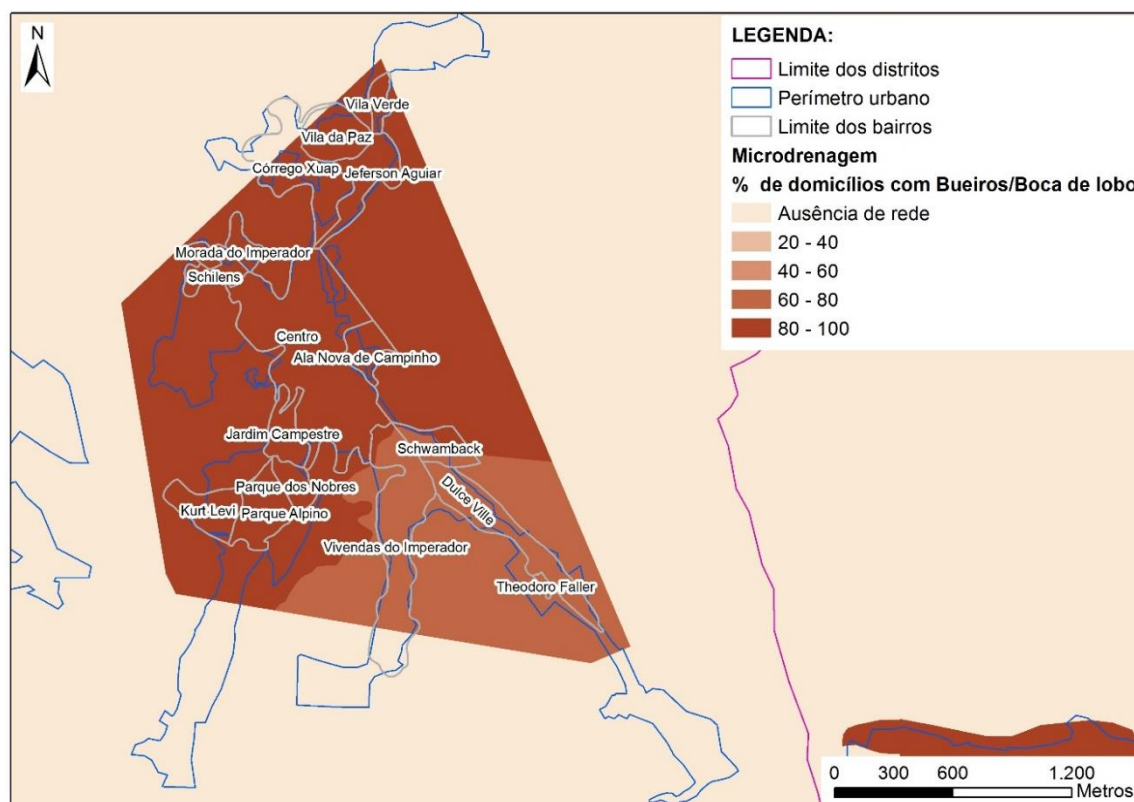 N
LEGENDA:
Limite dos distritos
Perímetro urbano
Limite dos bairros
Microdrenagem
% de domicílios com Bueiros/Boca de lobo
Ausência de rede
20 - 40
40 - 60
60 - 80
80 - 100
Vila Verde
Vila da Paz
Córrego Xuap
Jeferson Aguiar
Morada do Imperador
Schilens
Centro
Ala Nova de Campinho
Jardim Campestre
Schwamback
Parque dos Nobres
Dulce Ville
Kurt Levi
Parque Alpino
Vivendas do Imperador
Theodoro Faller
0 300 600 1.200
Metros